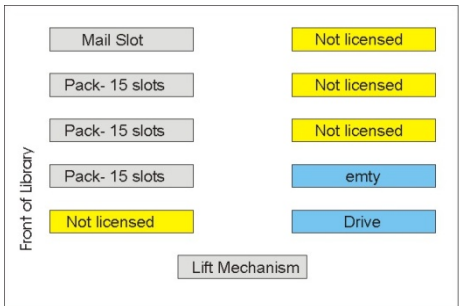 Mail Slot
Not licensed
Pack- 15 slots
Not licensed
Pack- 15 slots
Not licensed
Pack- 15 slots
emty
Not licensed
Drive
Lift Mechanism
Front of Library